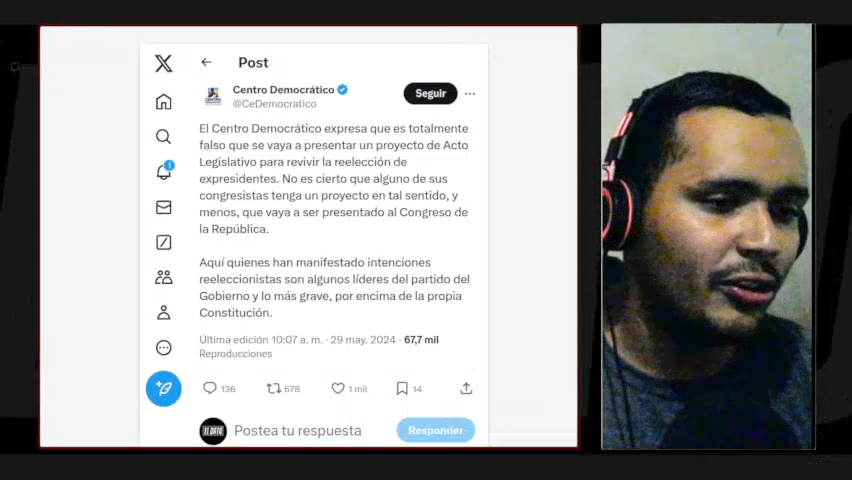 Post
Centro Democrático
@CeDemocratico
Seguir
El Centro Democrático expresa que es totalmente
falso que se vaya a presentar un proyecto de Acto
Legislativo para revivir la reelección de
expresidentes. No es cierto que alguno de sus
congresistas tenga un proyecto en tal sentido, y
menos, que vaya a ser presentado al Congreso de
la República.
Aquí quienes han manifestado intenciones
reeleccionistas son algunos líderes del partido del
Gobierno y lo más grave, por encima de la propia
Constitución.
Última edición 10:07 a. m. · 29 may. 2024 · 67,7 mil
Reproducciones
136 678 1 mil 14
Postea tu respuesta
Responder
1